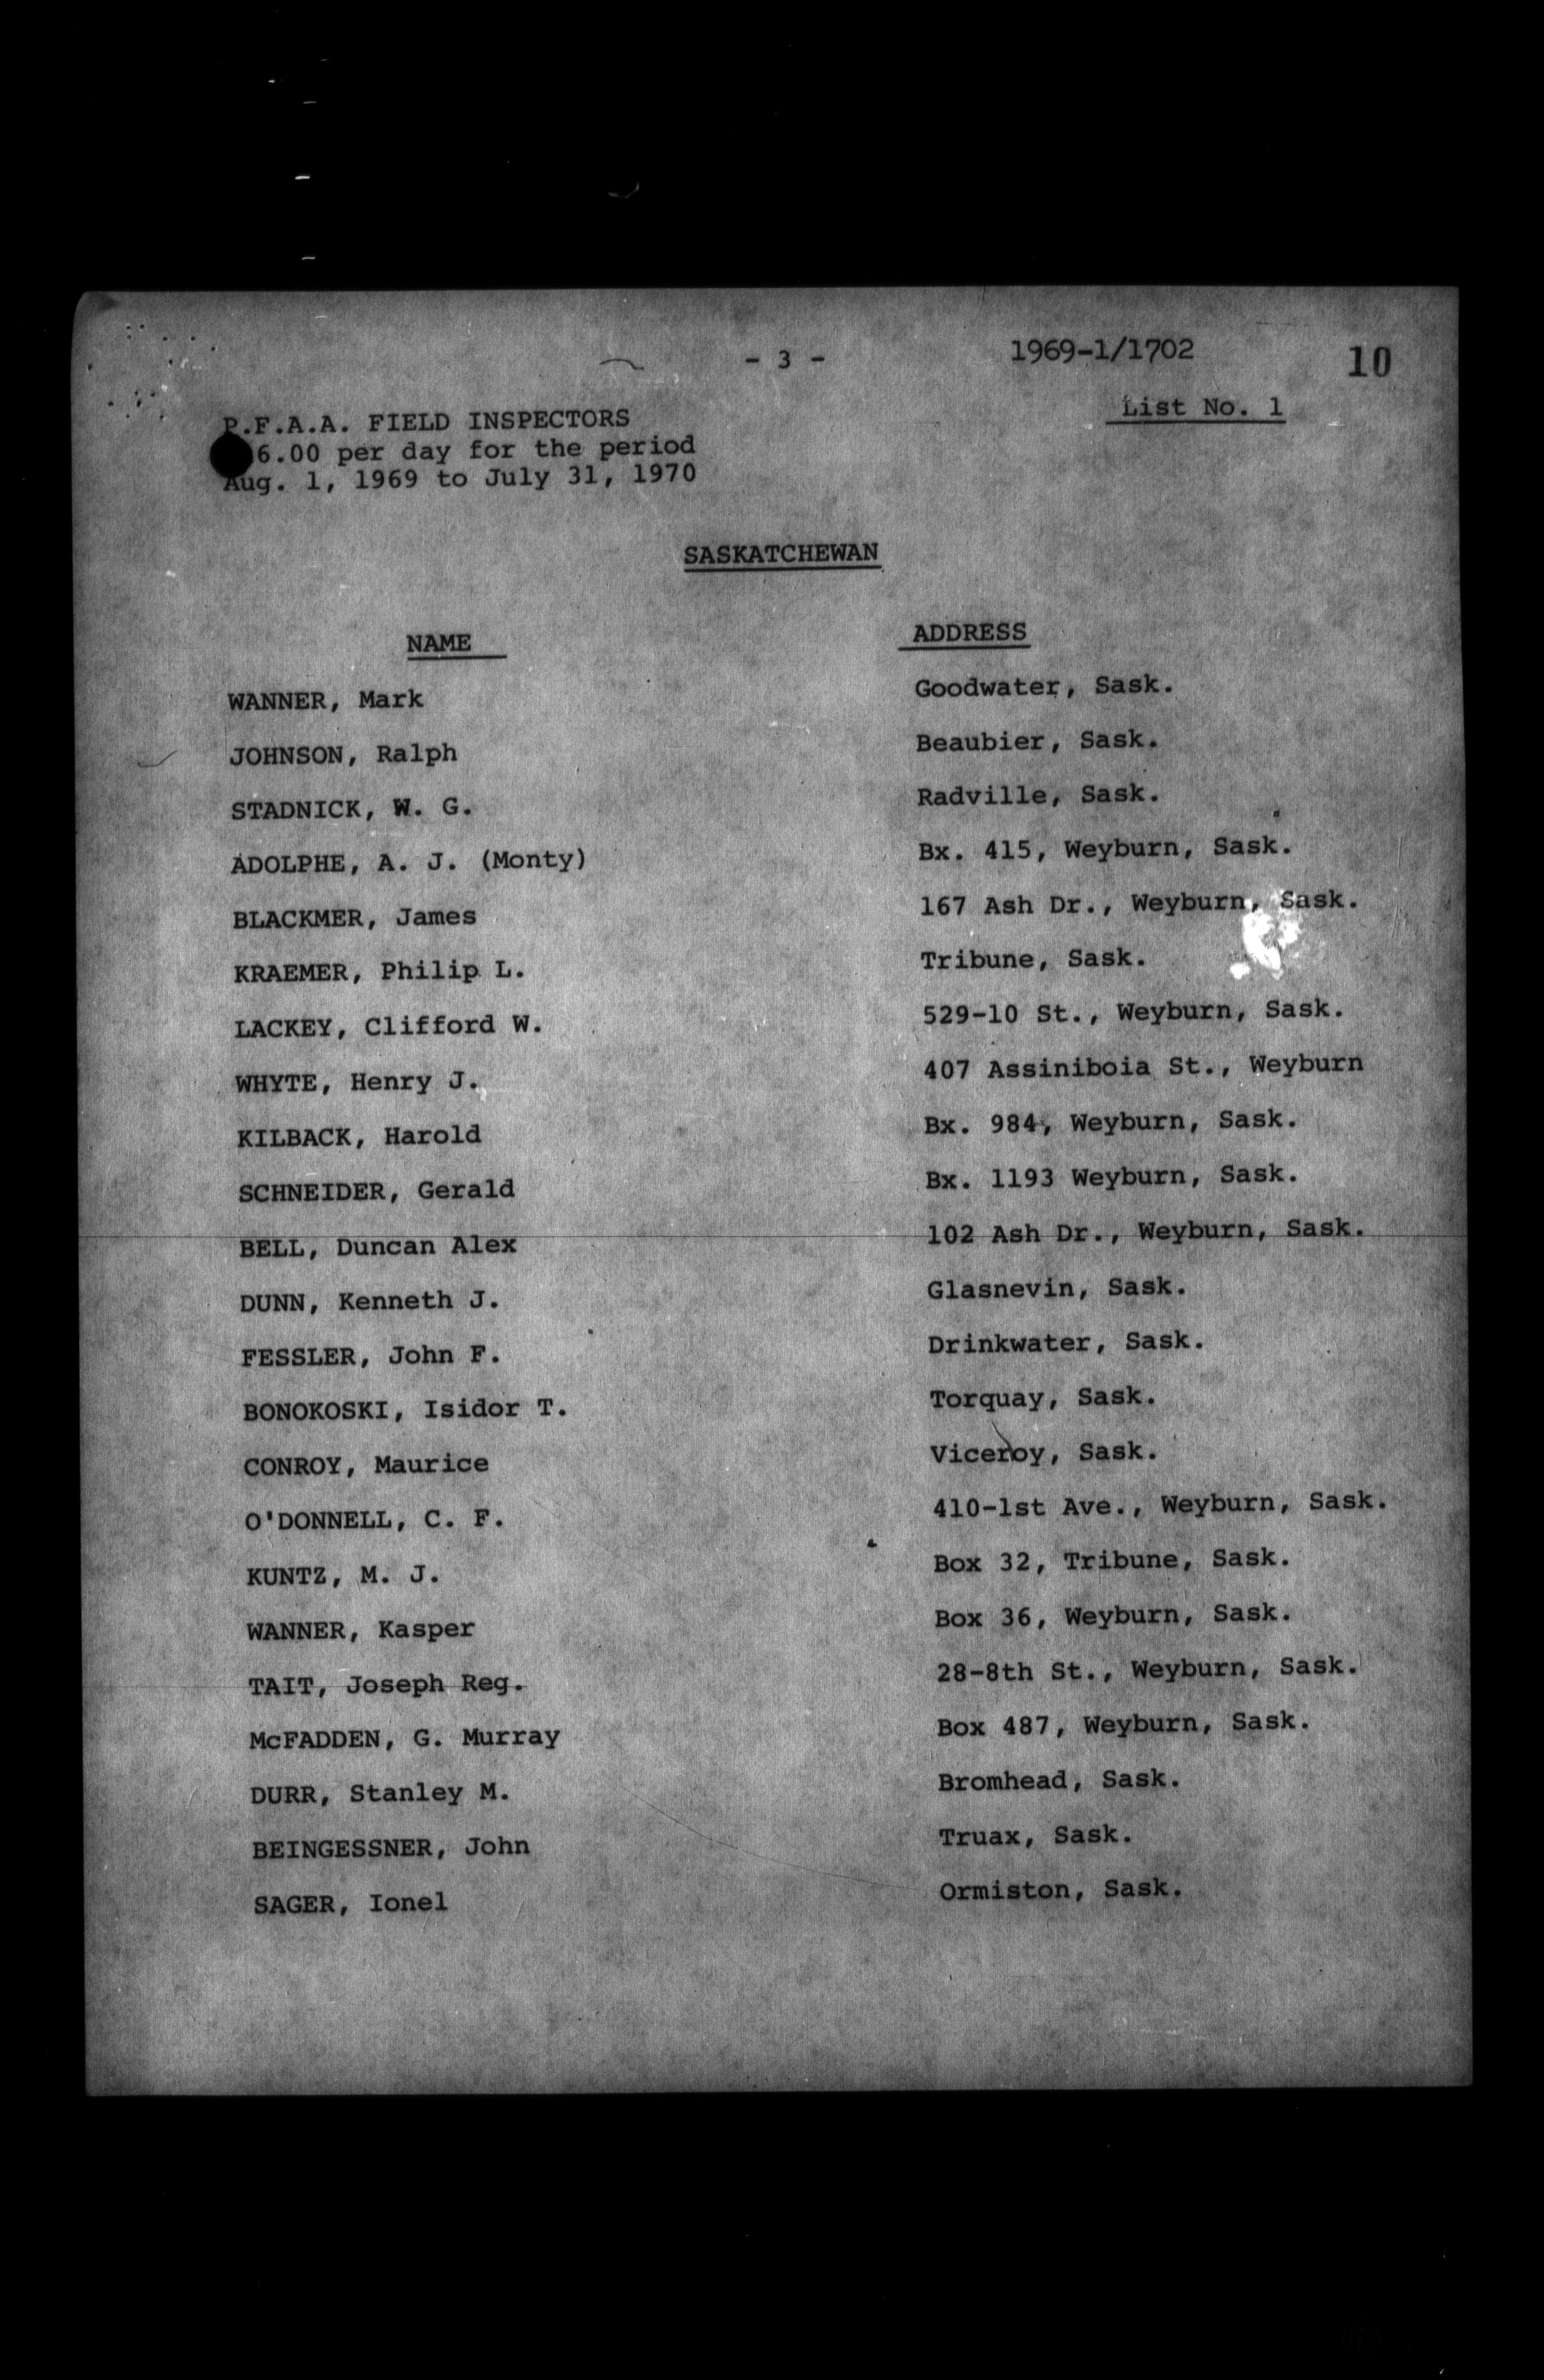 - 3 -
1969-1/1702
10
List No. 1
P.F.A.A. FIELD INSPECTORS
6.00 per day for the period
Aug. 1, 1969 to July 31, 1970
SASKATCHEWAN
NAME ADDRESS
WANNER, Mark Goodwater, Sask.
JOHNSON, Ralph Beaubier, Sask.
STADNICK, W. G. Radville, Sask.
ADOLPHE, A. J. (Monty) Bx. 415, Weyburn, Sask.
BLACKMER, James 167 Ash Dr., Weyburn, Sask.
KRAEMER, Philip L. Tribune, Sask.
LACKEY, Clifford W. 529-10 St., Weyburn, Sask.
WHYTE, Henry J. 407 Assiniboia St., Weyburn
KILBACK, Harold Bx. 984, Weyburn, Sask.
SCHNEIDER, Gerald Bx. 1193 Weyburn, Sask.
BELL, Duncan Alex 102 Ash Dr., Weyburn, Sask.
DUNN, Kenneth J. Glasnevin, Sask.
FESSLER, John F. Drinkwater, Sask.
BONOKOSKI, Isidor T. Torquay, Sask.
CONROY, Maurice Viceroy, Sask.
O'DONNELL, C. F. 410-1st Ave., Weyburn, Sask.
KUNTZ, M. J. Box 32, Tribune, Sask.
WANNER, Kasper Box 36, Weyburn, Sask.
TAIT, Joseph Reg. 28-8th St., Weyburn, Sask.
McFADDEN, G. Murray Box 487, Weyburn, Sask.
DURR, Stanley M. Bromhead, Sask.
BEINGESSNER, John Truax, Sask.
SAGER, Ionel Ormiston, Sask.